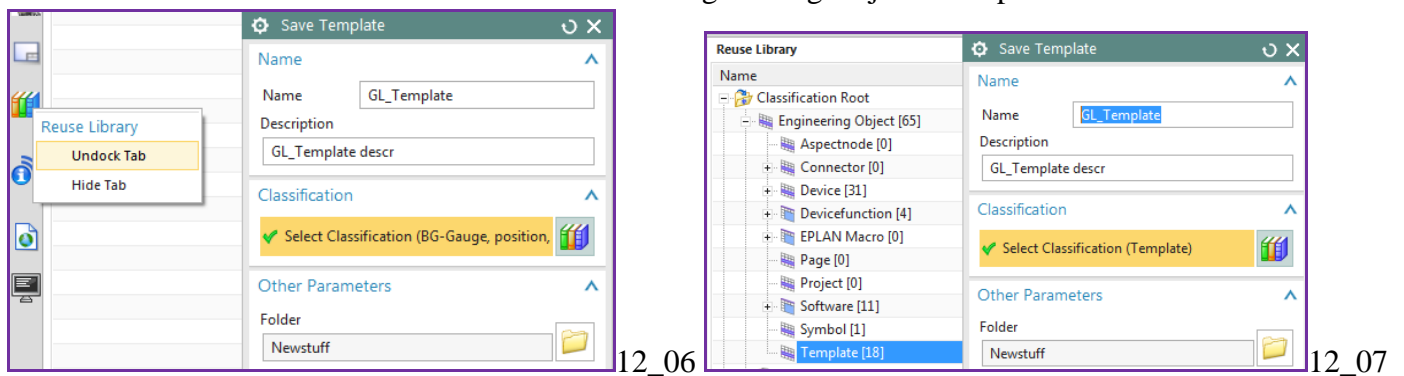 Save Template
Name
Name
GL_Template
Description
GL_Template descr
Reuse Library
Undock Tab
Hide Tab
Classification
Select Classification (BG-Gauge, position,
Other Parameters
Folder
Newstuff
12_06
Reuse Library
Name
Classification Root
Engineering Object [65]
Aspectnode [0]
Connector [0]
Device [31]
Devicefunction [4]
EPLAN Macro [0]
Page [0]
Project [0]
Software [11]
Symbol [1]
Template [18]
Save Template
Name
Name
GL_Template
Description
GL_Template descr
Classification
Select Classification (Template)
Other Parameters
Folder
Newstuff
12_07